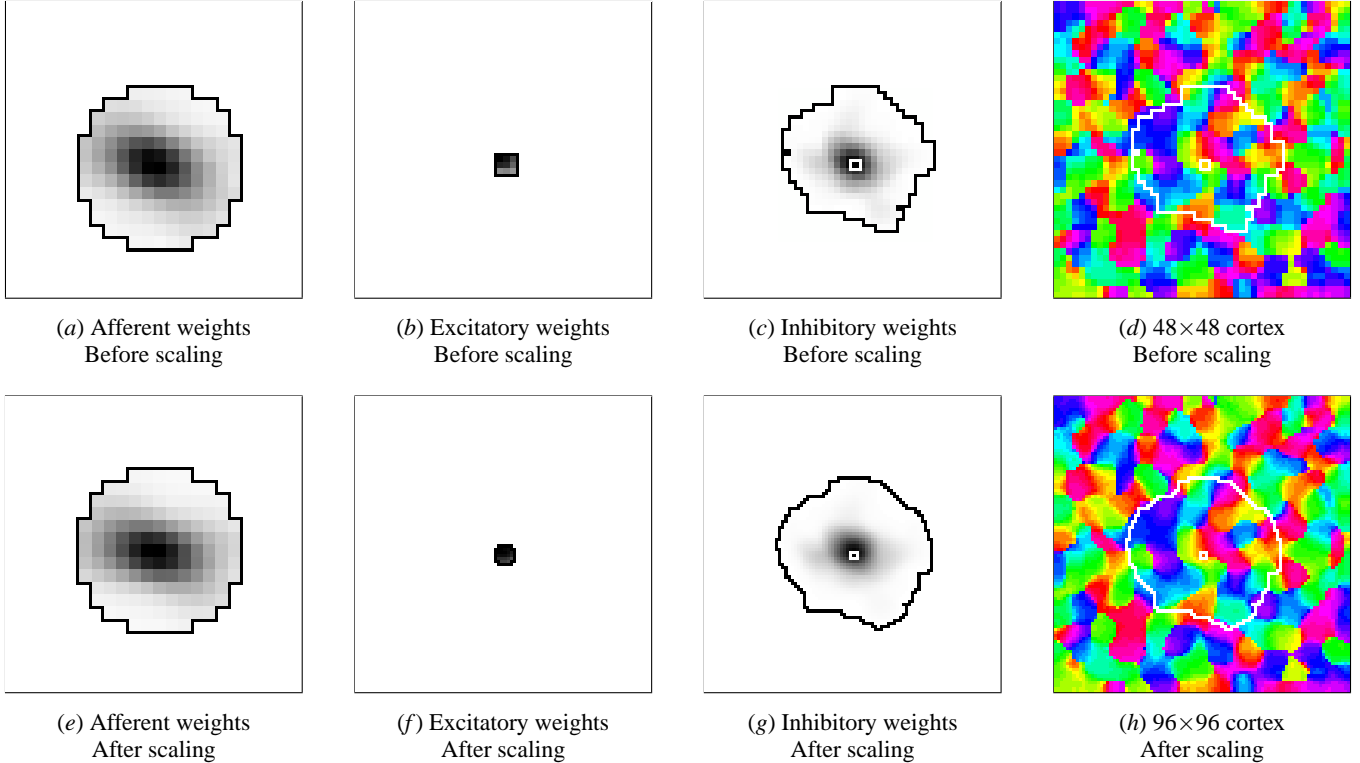 (a) Afferent weights
Before scaling
(b) Excitatory weights
Before scaling
(c) Inhibitory weights
Before scaling
(d) 48×48 cortex
Before scaling
(e) Afferent weights
After scaling
(f) Excitatory weights
After scaling
(g) Inhibitory weights
After scaling
(h) 96×96 cortex
After scaling